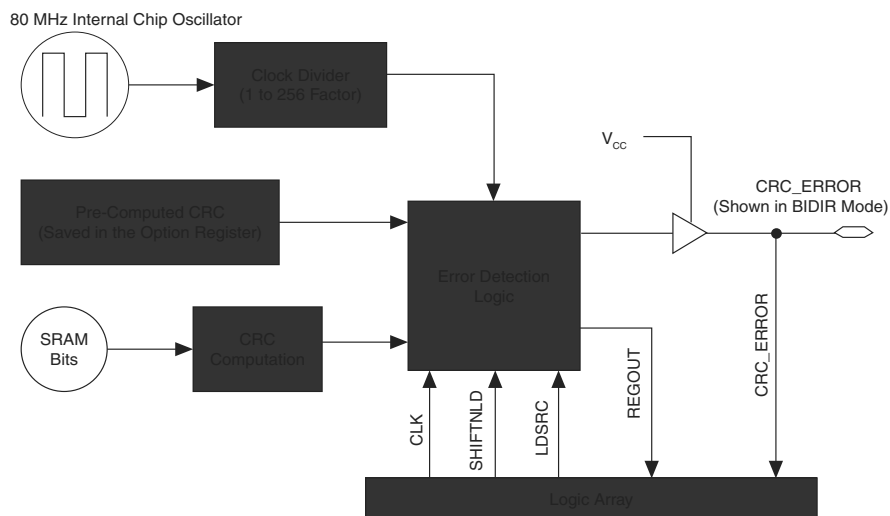 80 MHz Internal Chip Oscillator
Clock Divider
(1 to 256 Factor)
V_CC
CRC_ERROR
(Shown in BIDIR Mode)
Pre-Computed CRC
(Saved in the Option Register)
Error Detection
Logic
SRAM
Bits
CRC
Computation
CLK
SHIFTNLD
LDSRC
REGOUT
CRC_ERROR
Logic Array